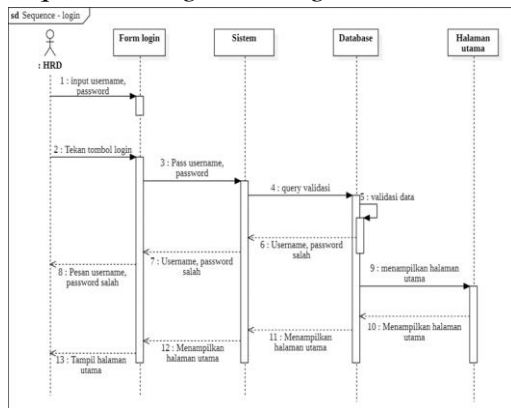 sd Sequence - login
Form login
Sistem
Database
Halaman
utama
: HRD
1 : input username,
password
2 : Tekan tombol login
3 : Pass username,
password
4 : query validasi
5 : validasi data
6 : Username, password
salah
7 : Username, password
salah
8 : Pesan username,
password salah
9 : menampilkan halaman
utama
10 : Menampilkan halaman
utama
11 : Menampilkan
halaman utama
12 : Menampilkan
halaman utama
13 : Tampil halaman
utama